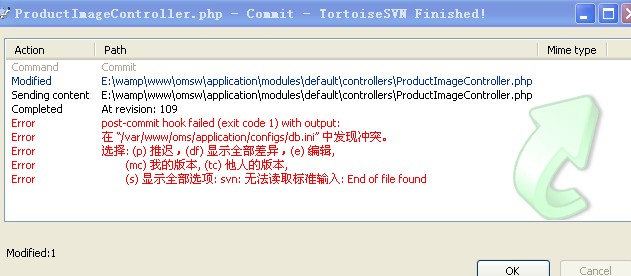 ProductImageController.php - Commit - TortoiseSVN Finished!
Action Path Mime type
Command Commit
Modified E:\wamp\www\omsw\application\modules\default\controllers\ProductImageController.php
Sending content E:\wamp\www\omsw\application\modules\default\controllers\ProductImageController.php
Completed At revision: 109
Error post-commit hook failed (exit code 1) with output:
Error 在 “/var/www/oms/application/configs/db.ini” 中发现冲突。
Error 选择: (p) 推迟，(df) 显示全部差异，(e) 编辑,
Error (mc) 我的版本, (tc) 他人的版本,
Error (s) 显示全部选项: svn: 无法读取标准输入: End of file found
Modified:1
OK Cancel